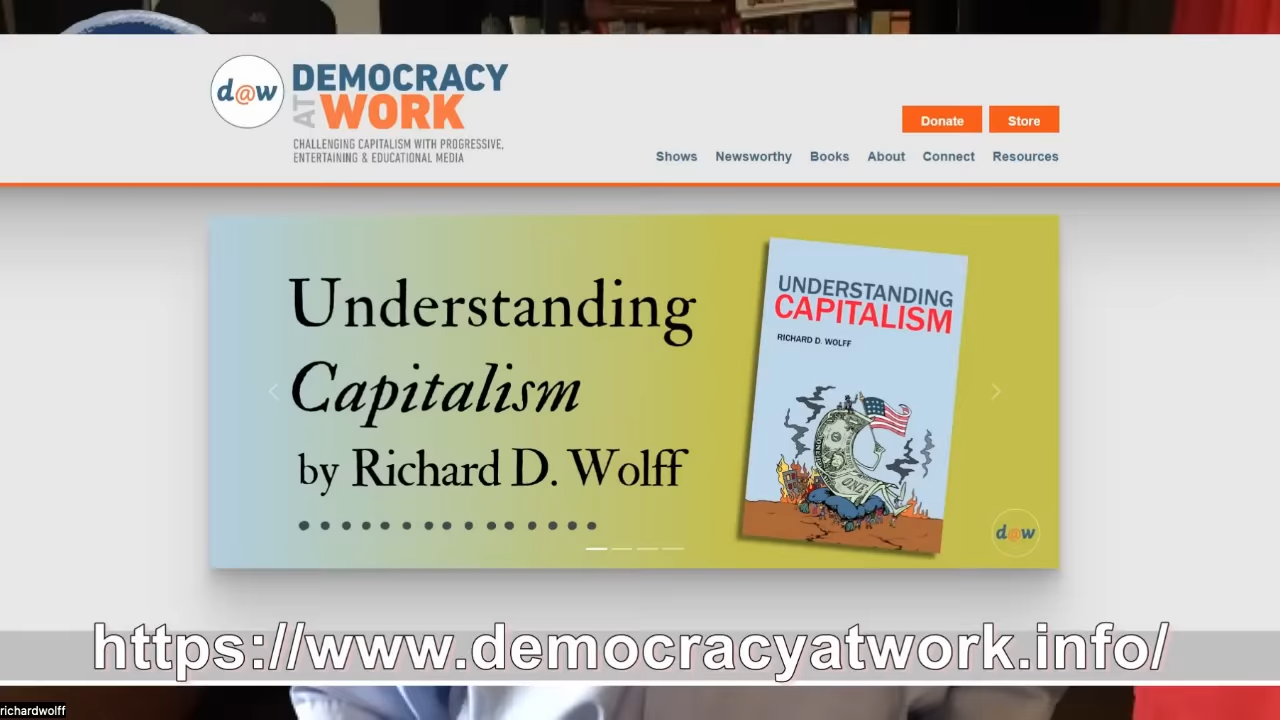 d@w
DEMOCRACY
AT WORK
CHALLENGING CAPITALISM WITH PROGRESSIVE,
ENTERTAINING & EDUCATIONAL MEDIA
Donate
Store
Shows Newsworthy Books About Connect Resources
Understanding
Capitalism
by Richard D. Wolff
UNDERSTANDING
CAPITALISM
RICHARD D. WOLFF
ONE
d@w
https://www.democracyatwork.info/
richardwolff